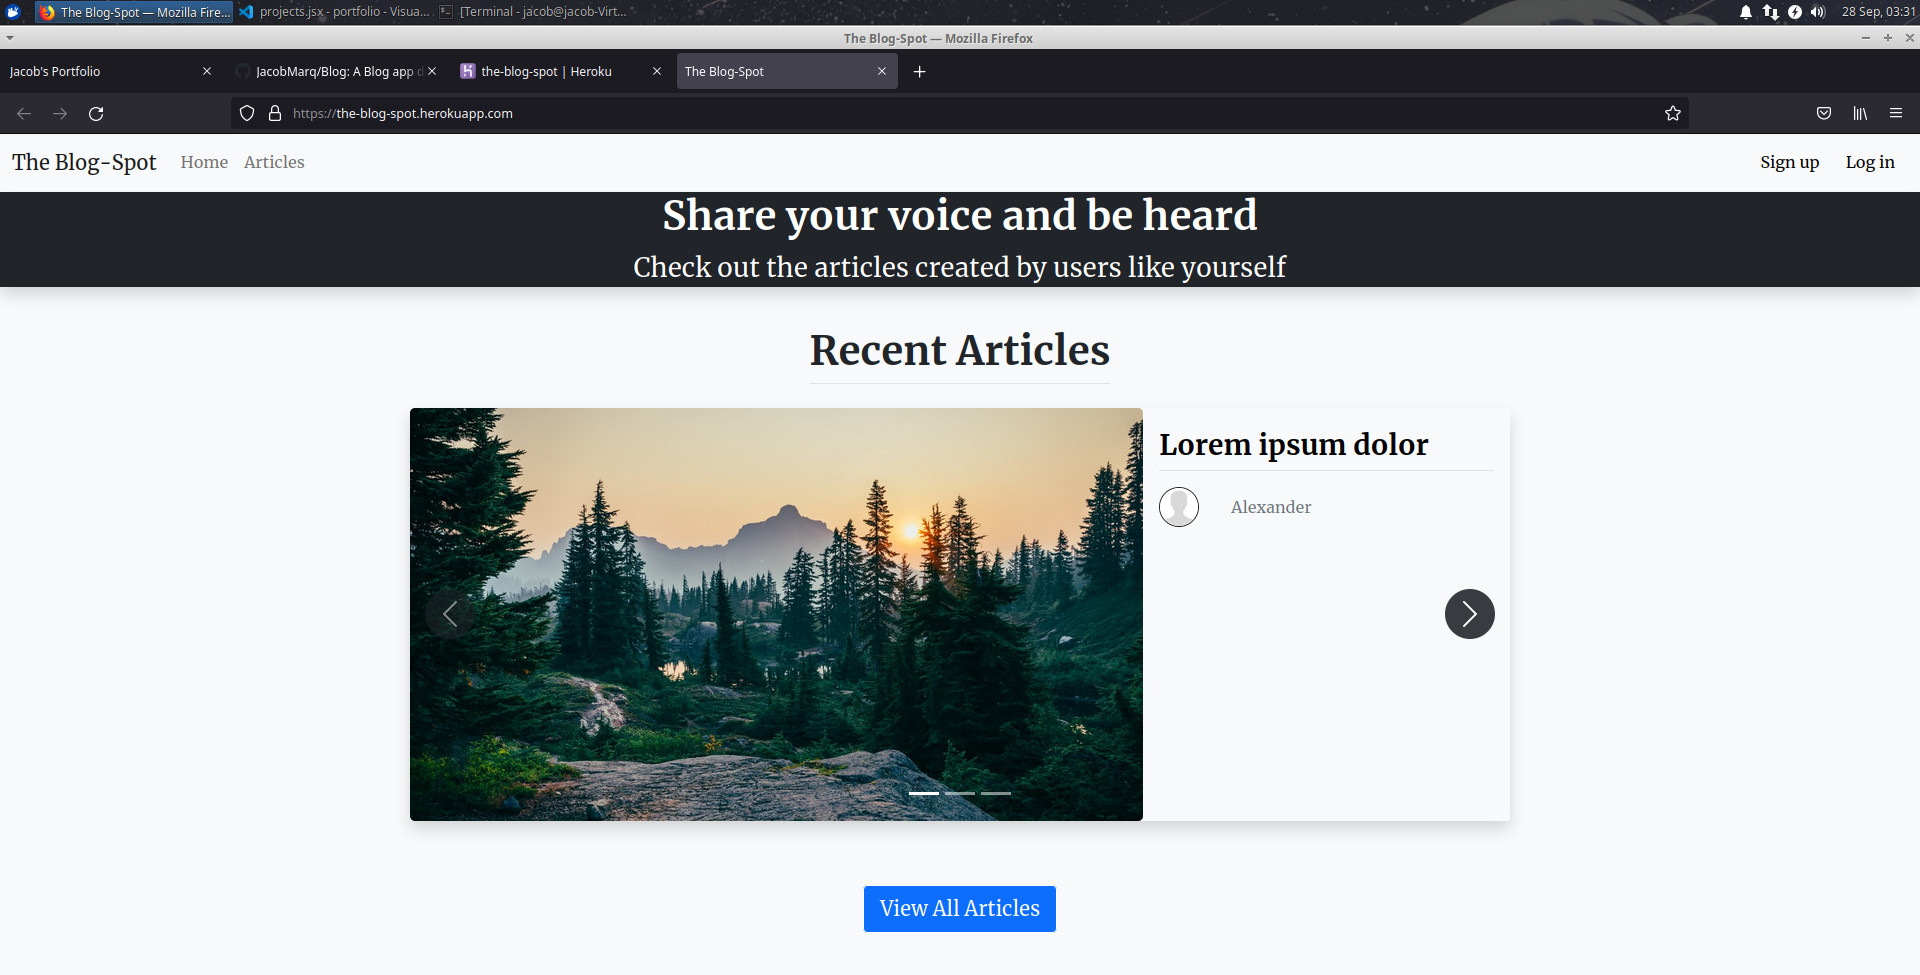 The Blog-Spot — Mozilla Fire...
projects.jsx - portfolio - Visua...
[Terminal - jacob@jacob-Virt...
28 Sep, 03:31
The Blog-Spot — Mozilla Firefox
Jacob's Portfolio
JacobMarq/Blog: A Blog app d
the-blog-spot | Heroku
The Blog-Spot
https://the-blog-spot.herokuapp.com
The Blog-Spot
Home
Articles
Sign up
Log in
Share your voice and be heard
Check out the articles created by users like yourself
Recent Articles
Lorem ipsum dolor
Alexander
View All Articles